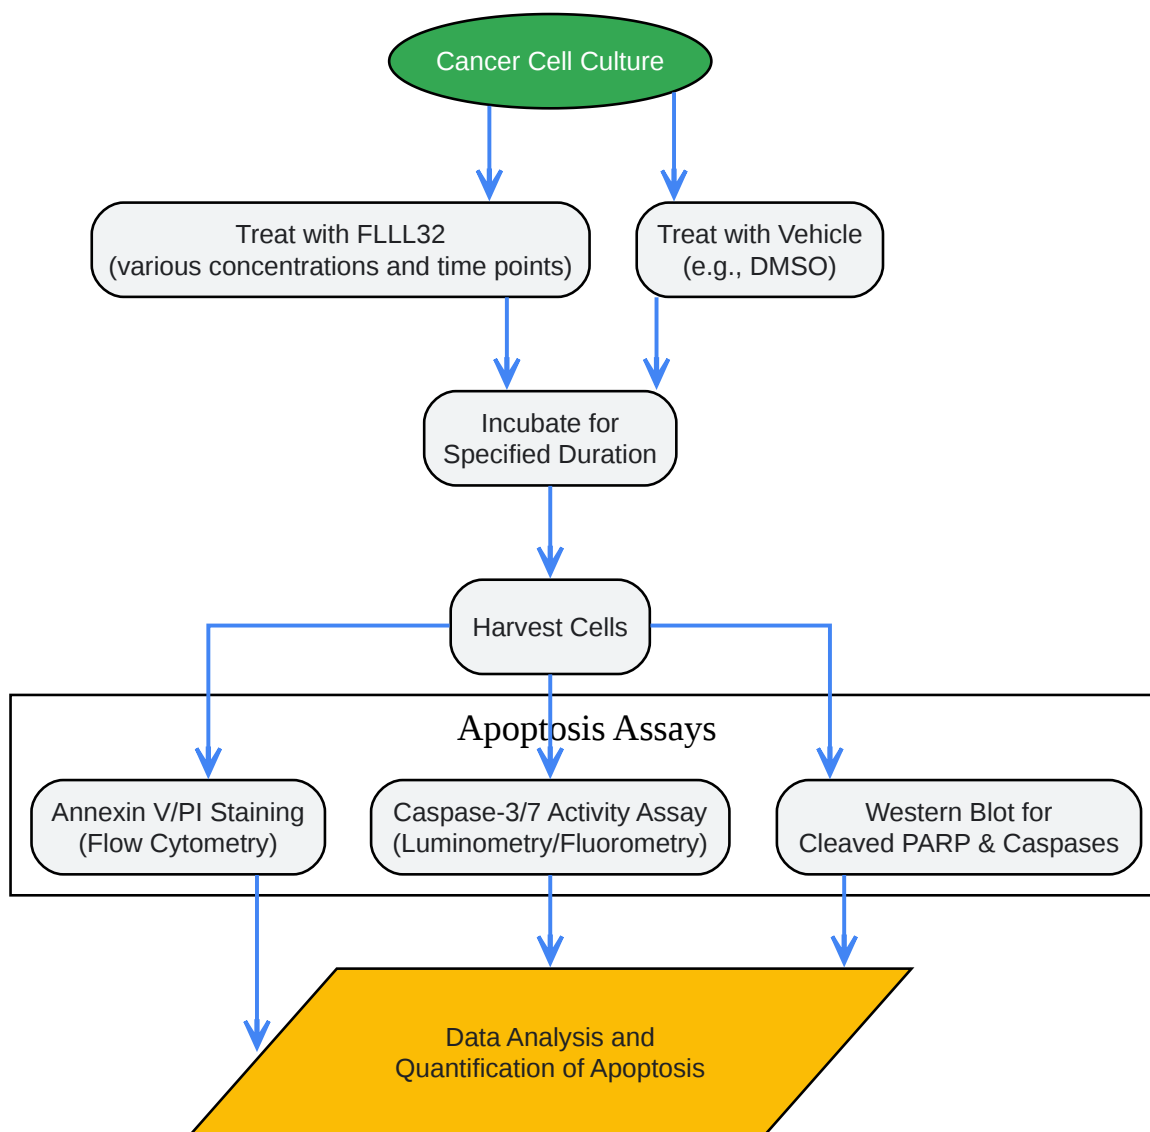 Cancer Cell Culture
Treat with FLLL32
(various concentrations and time points)
Treat with Vehicle
(e.g., DMSO)
Incubate for
Specified Duration
Harvest Cells
Apoptosis Assays
Annexin V/PI Staining
(Flow Cytometry)
Caspase-3/7 Activity Assay
(Luminometry/Fluorometry)
Western Blot for
Cleaved PARP & Caspases
Data Analysis and
Quantification of Apoptosis